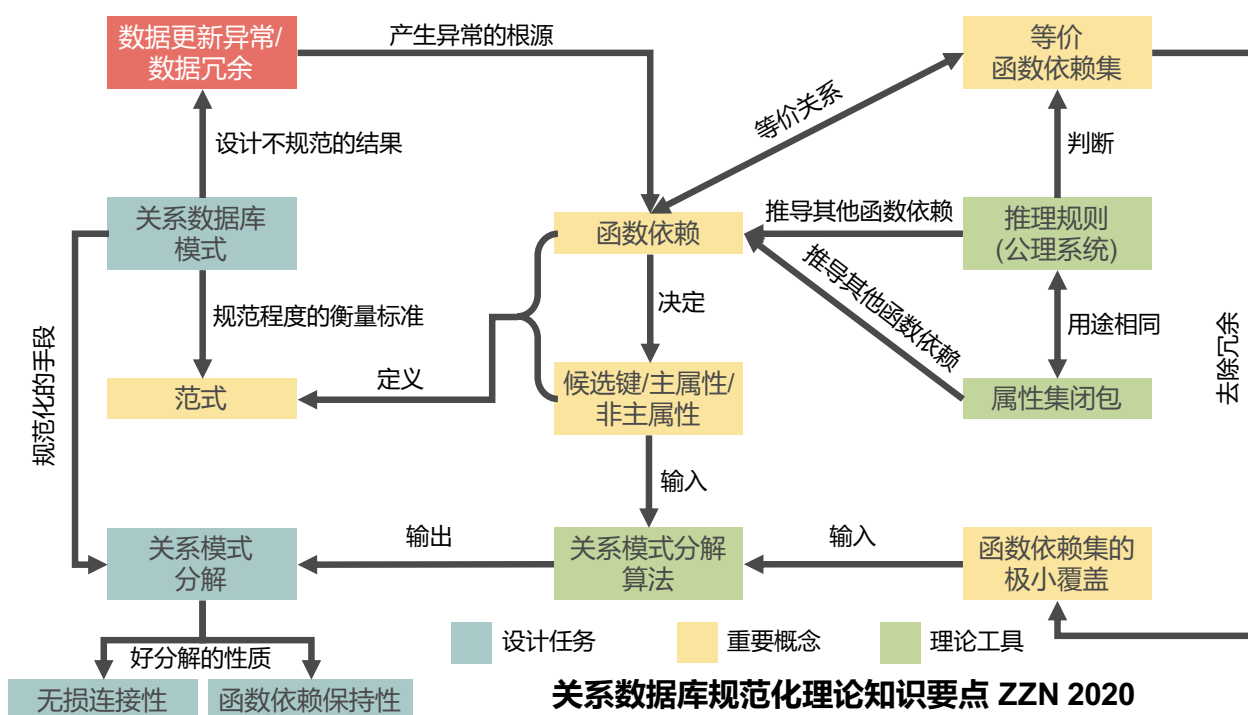 数据更新异常/
数据冗余
产生异常的根源
等价
函数依赖集
等价关系
设计不规范的结果
判断
关系数据库
模式
函数依赖
推导其他函数依赖
推理规则
(公理系统)
推导其他函数依赖
规范程度的衡量标准
决定
用途相同
去除冗余
规范化的手段
范式
定义
候选键/主属性/
非主属性
属性集闭包
输入
关系模式
分解
输出
关系模式分解
算法
输入
函数依赖集的
极小覆盖
好分解的性质
设计任务
重要概念
理论工具
无损连接性
函数依赖保持性
关系数据库规范化理论知识要点 ZZN 2020